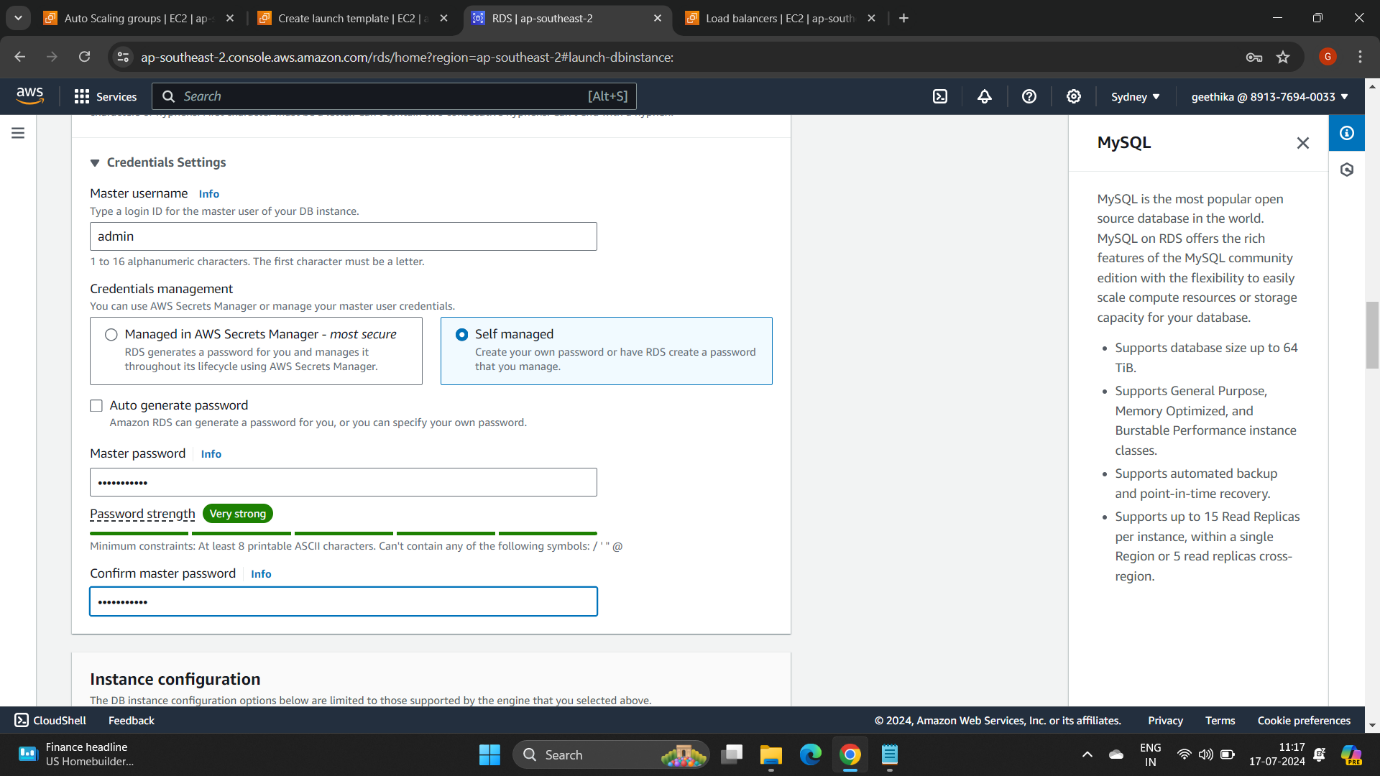 Auto Scaling groups | EC2 | ap-
Create launch template | EC2 |
RDS | ap-southeast-2
Load balancers | EC2 | ap-south
ap-southeast-2.console.aws.amazon.com/rds/home?region=ap-southeast-2#launch-dbinstance:
G
aws
Services
Search
[Alt+S]
Sydney
geethika @ 8913-7694-0033
Credentials Settings
Master username Info
Type a login ID for the master user of your DB instance.
admin
1 to 16 alphanumeric characters. The first character must be a letter.
Credentials management
You can use AWS Secrets Manager or manage your master user credentials.
Managed in AWS Secrets Manager - most secure
RDS generates a password for you and manages it
throughout its lifecycle using AWS Secrets Manager.
Self managed
Create your own password or have RDS create a password
that you manage.
Auto generate password
Amazon RDS can generate a password for you, or you can specify your own password.
Master password Info
•••••••••••
Password strength Very strong
Minimum constraints: At least 8 printable ASCII characters. Can't contain any of the following symbols: / ' " @
Confirm master password Info
•••••••••••
Instance configuration
The DB instance configuration options below are limited to those supported by the engine that you selected above.
MySQL
MySQL is the most popular open
source database in the world.
MySQL on RDS offers the rich
features of the MySQL community
edition with the flexibility to easily
scale compute resources or storage
capacity for your database.
• Supports database size up to 64
TiB.
• Supports General Purpose,
Memory Optimized, and
Burstable Performance instance
classes.
• Supports automated backup
and point-in-time recovery.
• Supports up to 15 Read Replicas
per instance, within a single
Region or 5 read replicas cross-
region.
CloudShell
Feedback
© 2024, Amazon Web Services, Inc. or its affiliates.
Privacy
Terms
Cookie preferences
Finance headline
US Homebuilder...
Search
ENG
IN
11:17
17-07-2024
PRE